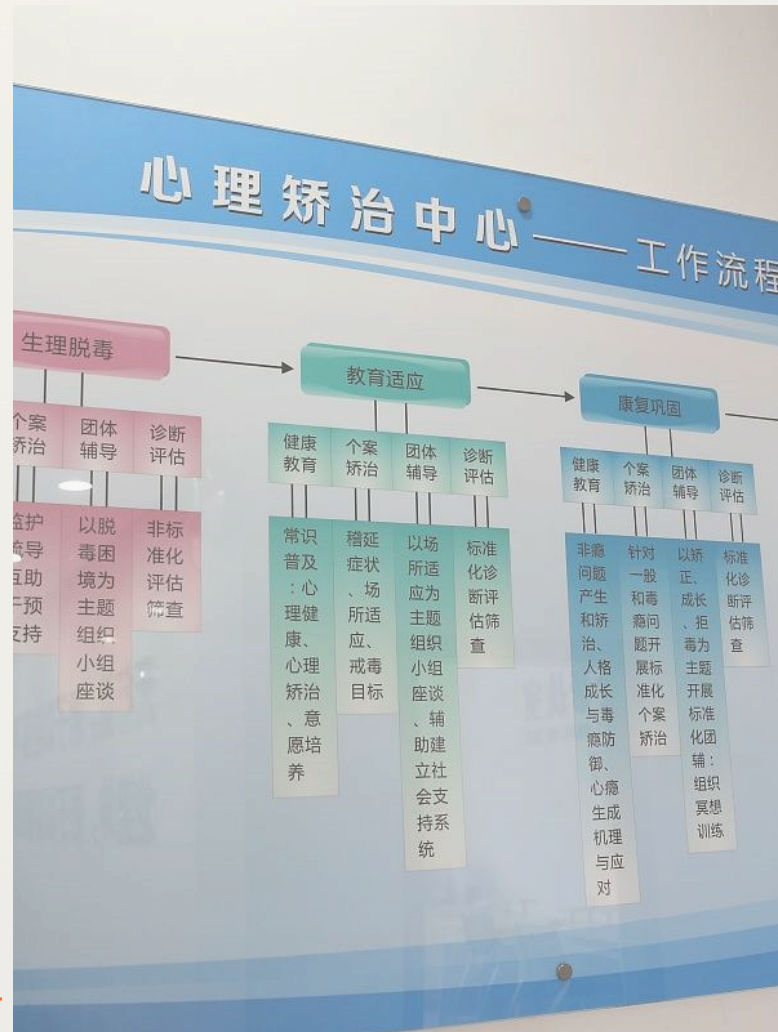 心理矫治中心——工作流程
生理脱毒
个案
矫治
团体
辅导
诊断
评估
监护
疏导
互助
干预
支持
以脱
毒困
境为
主题
组织
小组
座谈
非标
准化
评估
筛查
教育适应
健康
教育
个案
矫治
团体
辅导
诊断
评估
常识
普及
：心
理健
康、
心理
矫治
、意
愿培
养
稽延
症状
、场
所适
应、
戒毒
目标
以场
所适
应为
主题
组织
小组
座谈
、辅
助建
立社
会支
持系
统
标准
化诊
断评
估筛
查
康复巩固
健康
教育
个案
矫治
团体
辅导
诊断
评估
非瘾
问题
产生
和矫
治、
人格
成长
与毒
瘾防
御、
心瘾
生成
机理
与应
对
针对
一般
和毒
瘾问
题开
展标
准化
个案
矫治
以矫
正、
成长
、拒
毒为
主题
开展
标准
化团
辅：
组织
冥想
训练
标准
化诊
断评
估筛
查